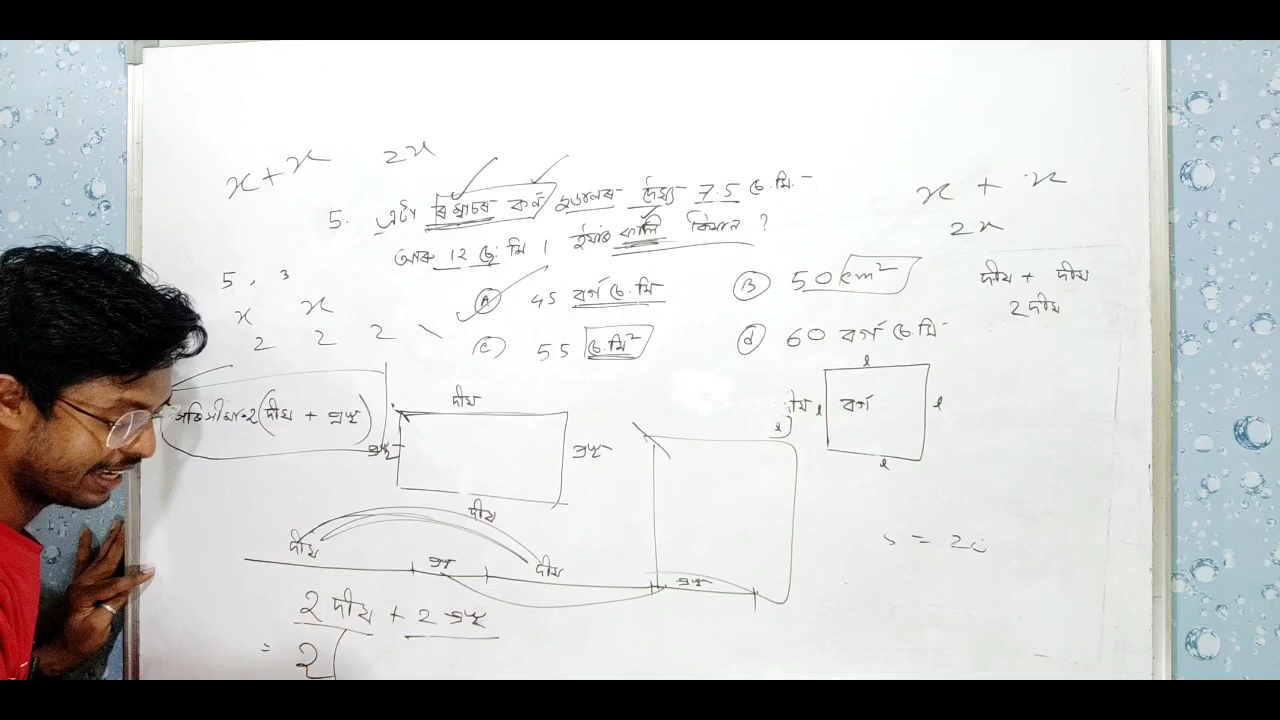 x + x 2x
5. এটা ৰম্বাচৰ কৰ্ণ দুডালৰ দৈৰ্ঘ্য 7.5 চে.মি.
আৰু 12 চে. মি । ইয়াৰ কালি কিমান ?
A 45 বৰ্গ চে.মি
B 50 cm²
C 55 চে.মি²
d 60 বৰ্গ চে.মি
x + x
2x
দীঘ + দীঘ
2 দীঘ
5 , 3
x x
2 2 2
পৰিসীমা = 2(দীঘ + প্ৰস্থ)
দীঘ
প্ৰস্থ
প্ৰস্থ
দীঘ
l
l বৰ্গ l
l
দীঘ প্ৰস্থ দীঘ প্ৰস্থ
2 দীঘ + 2 প্ৰস্থ
= 2(